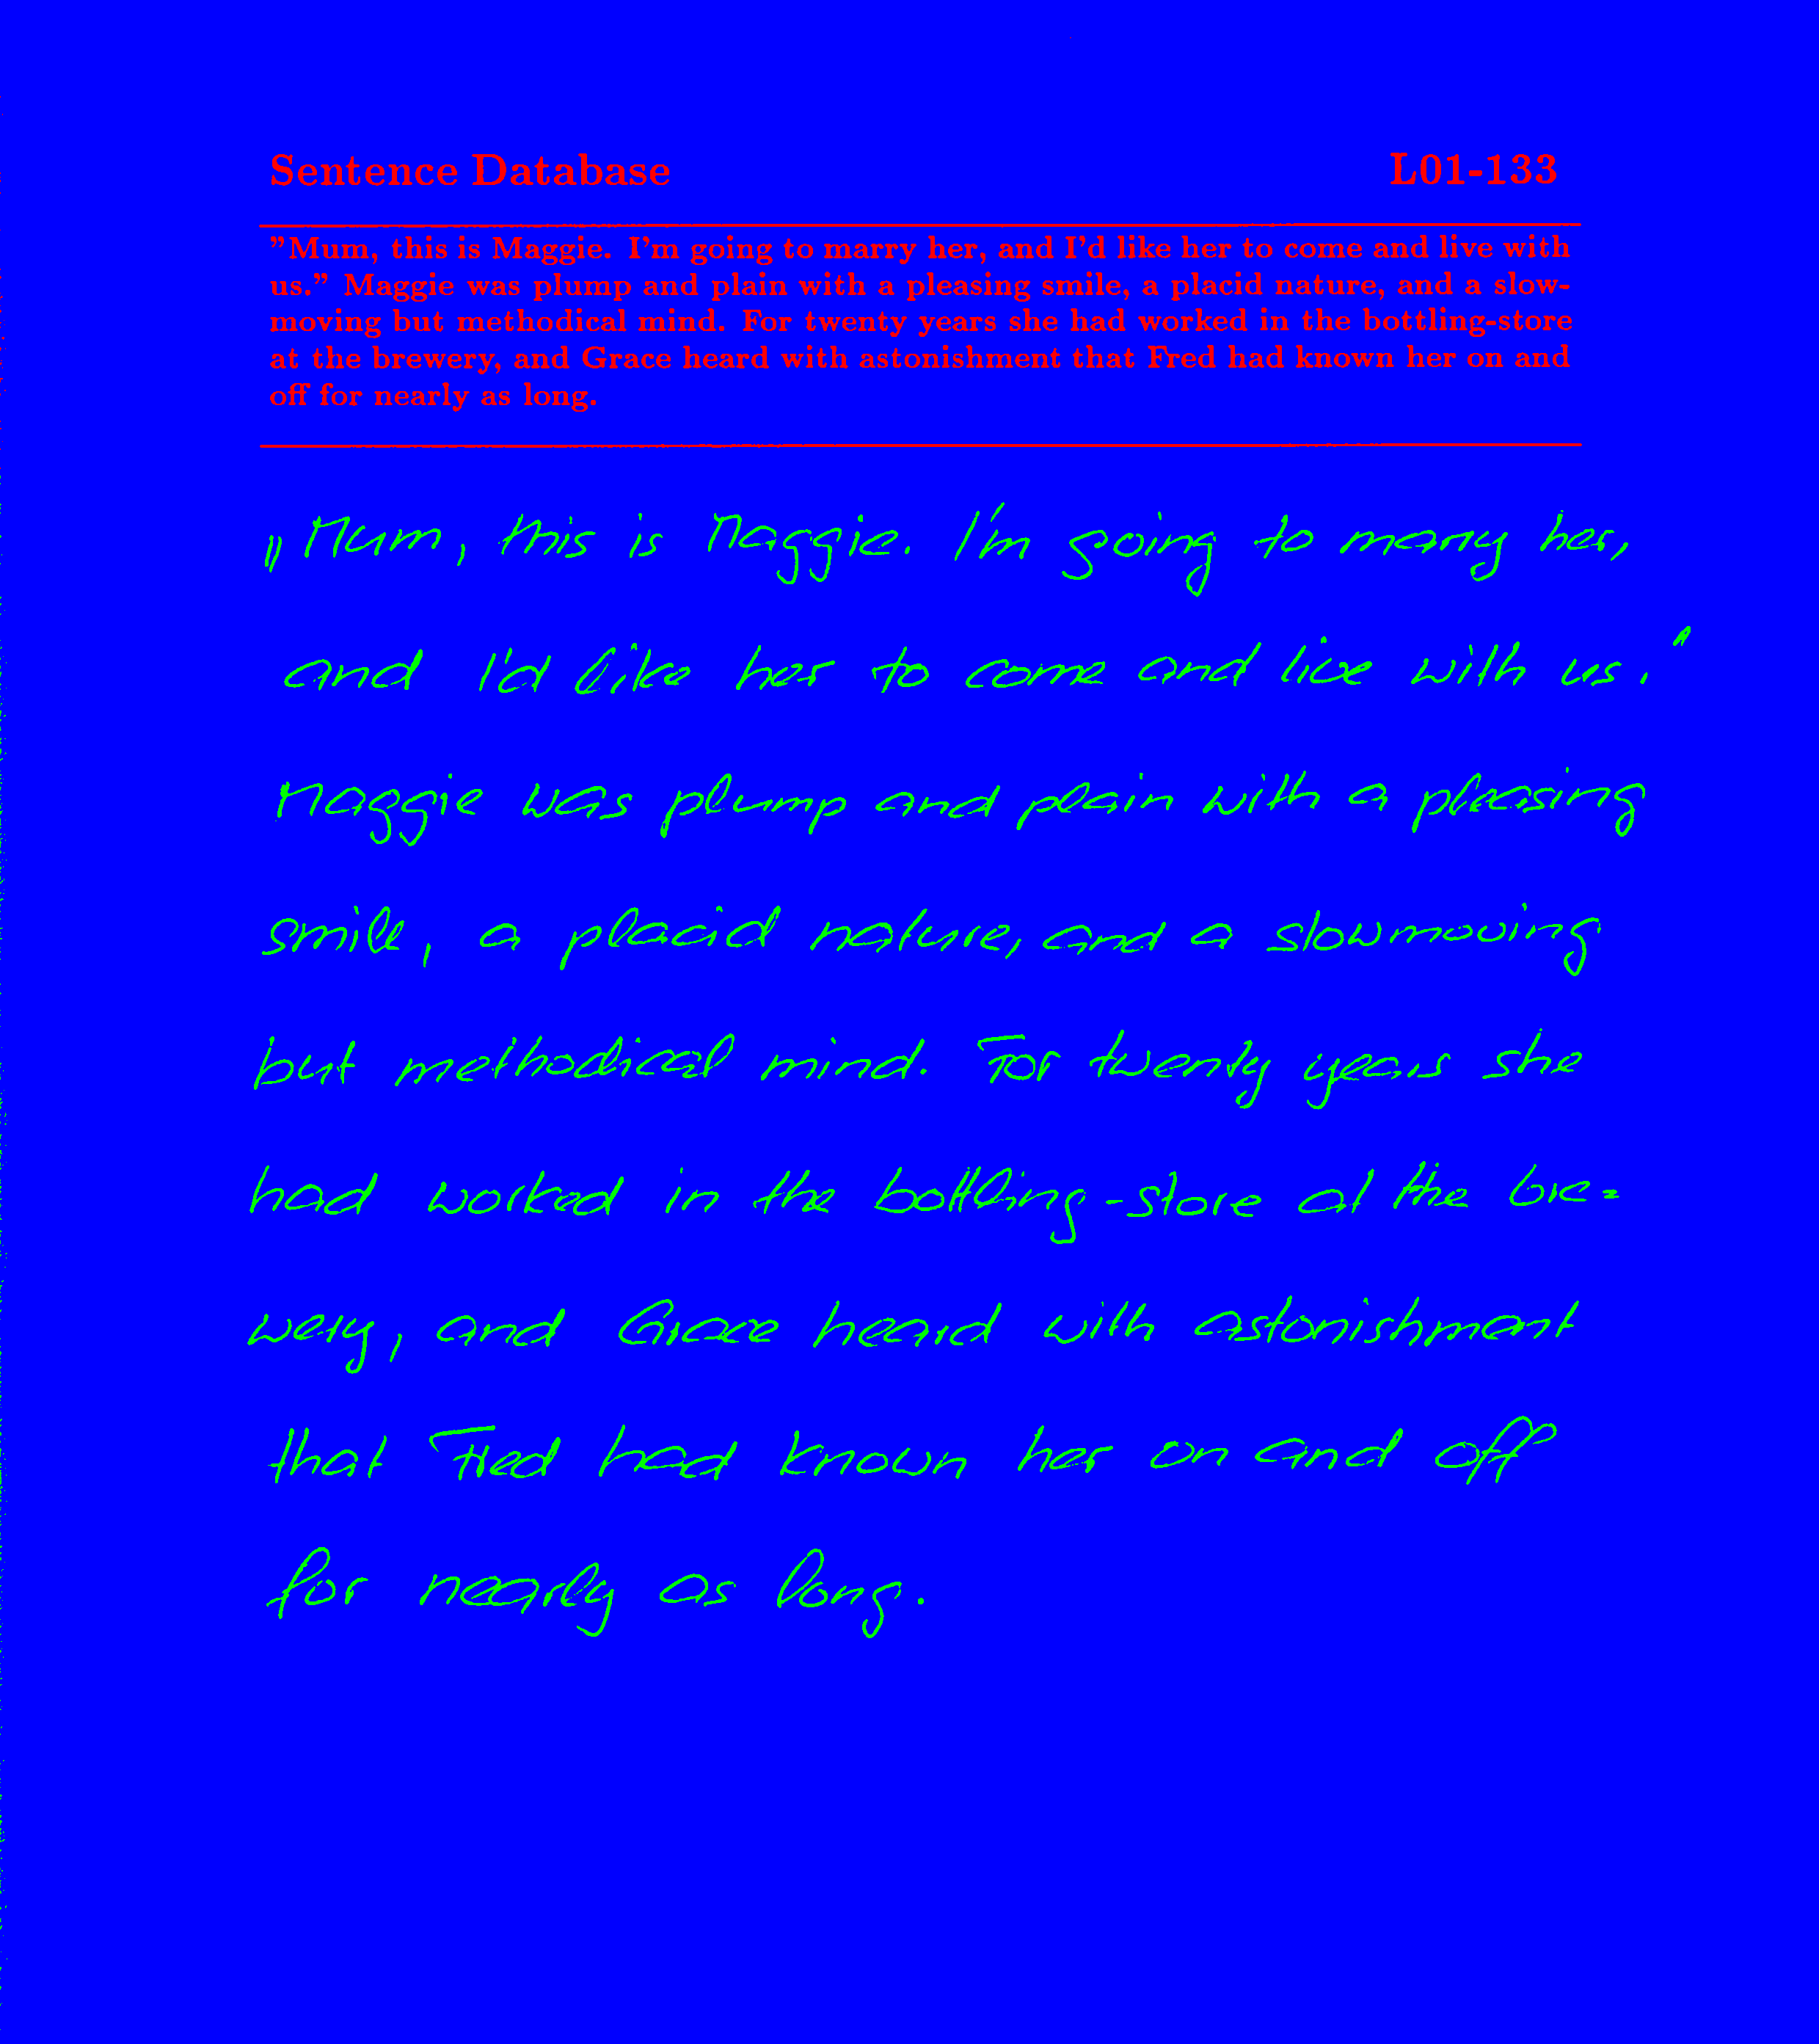 Sentence Database L01-133
"Mum, this is Maggie. I'm going to marry her, and I'd like her to come and live with
us." Maggie was plump and plain with a pleasing smile, a placid nature, and a slow-
moving but methodical mind. For twenty years she had worked in the bottling-store
at the brewery, and Grace heard with astonishment that Fred had known her on and
off for nearly as long.
„Mum, this is Maggie. I'm going to marry her,
and I'd like her to come and live with us."
Maggie was plump and plain with a pleasing
smile, a placid nature, and a slowmoving
but methodical mind. For twenty years she
had worked in the bottling-store at the bre=
wery, and Grace heard with astonishment
that Fred had known her on and off
for nearly as long.